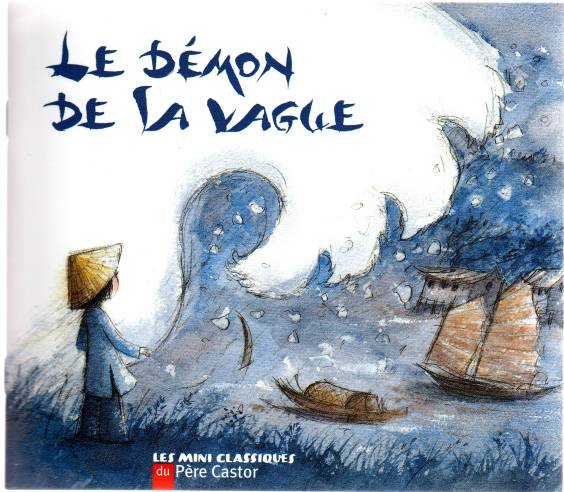 LE DÉMON
DE LA VAGUE
LES MINI CLASSIQUES
du Père Castor